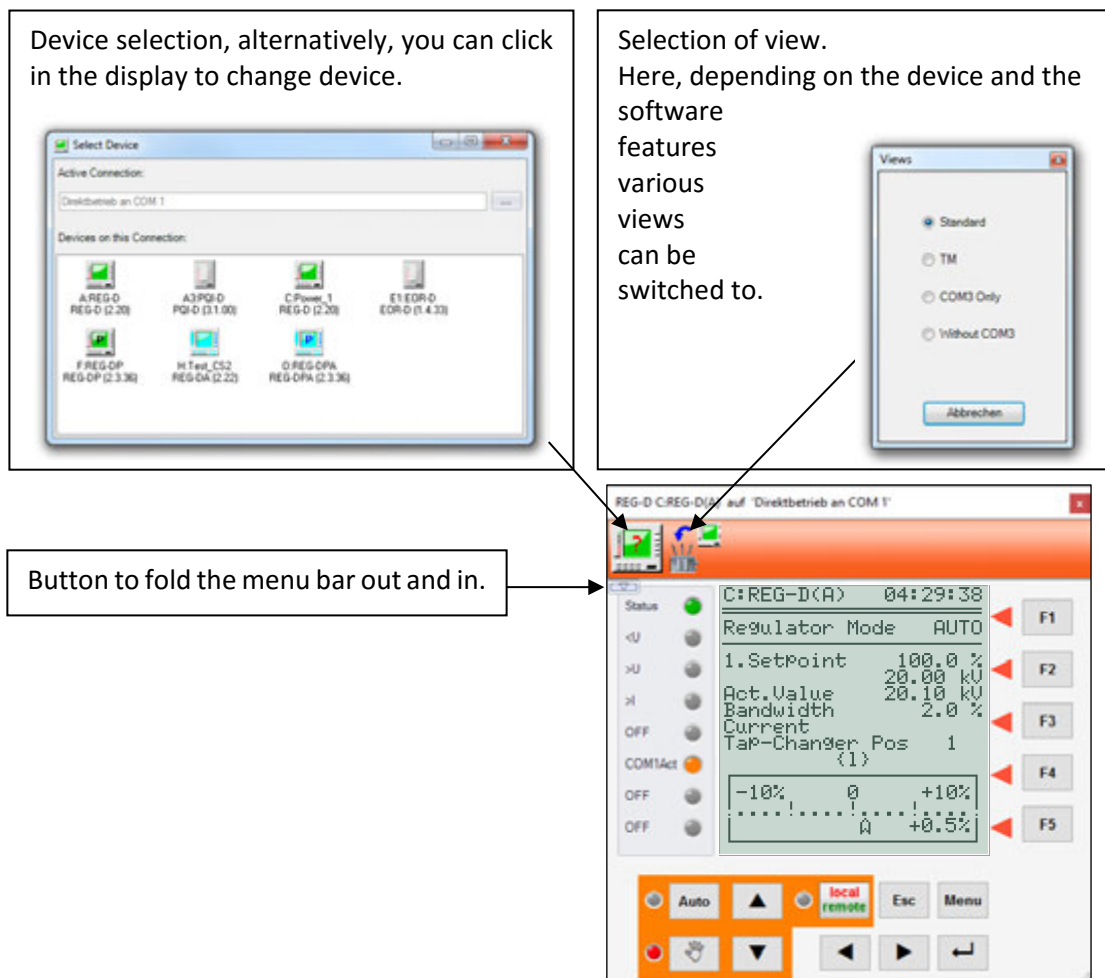 Device selection, alternatively, you can click
in the display to change device.
Select Device
Active Connection:
Direktbetrieb an COM 1
...
Devices on this Connection:
A:REG-D
REG-D (2.20)
A3:PQI-D
PQI-D (3.1.00)
C:Power_1
REG-D (2.20)
E1:EOR-D
EOR-D (1.4.33)
F:REG-DP
REG-DP (2.3.36)
H:Test_CS2
REG-DA (2.22)
O:REG-DPA
REG-DPA (2.3.36)
Selection of view.
Here, depending on the device and the
software
features
various
views
can be
switched to.
Views
Standard
TM
COM3 Only
Without COM3
Abbrechen
Button to fold the menu bar out and in.
REG-D C:REG-D(A) auf 'Direktbetrieb an COM 1'
Status
<U
>U
>I
OFF
COM1Act
OFF
OFF
C:REG-D(A) 04:29:38
Regulator Mode AUTO
1.Setpoint 100.0 %
20.00 kV
Act.Value 20.10 kV
Bandwidth 2.0 %
Current
Tap-Changer Pos 1
(1)
-10% 0 +10%
+0.5%
F1
F2
F3
F4
F5
Auto
local
remote
Esc
Menu